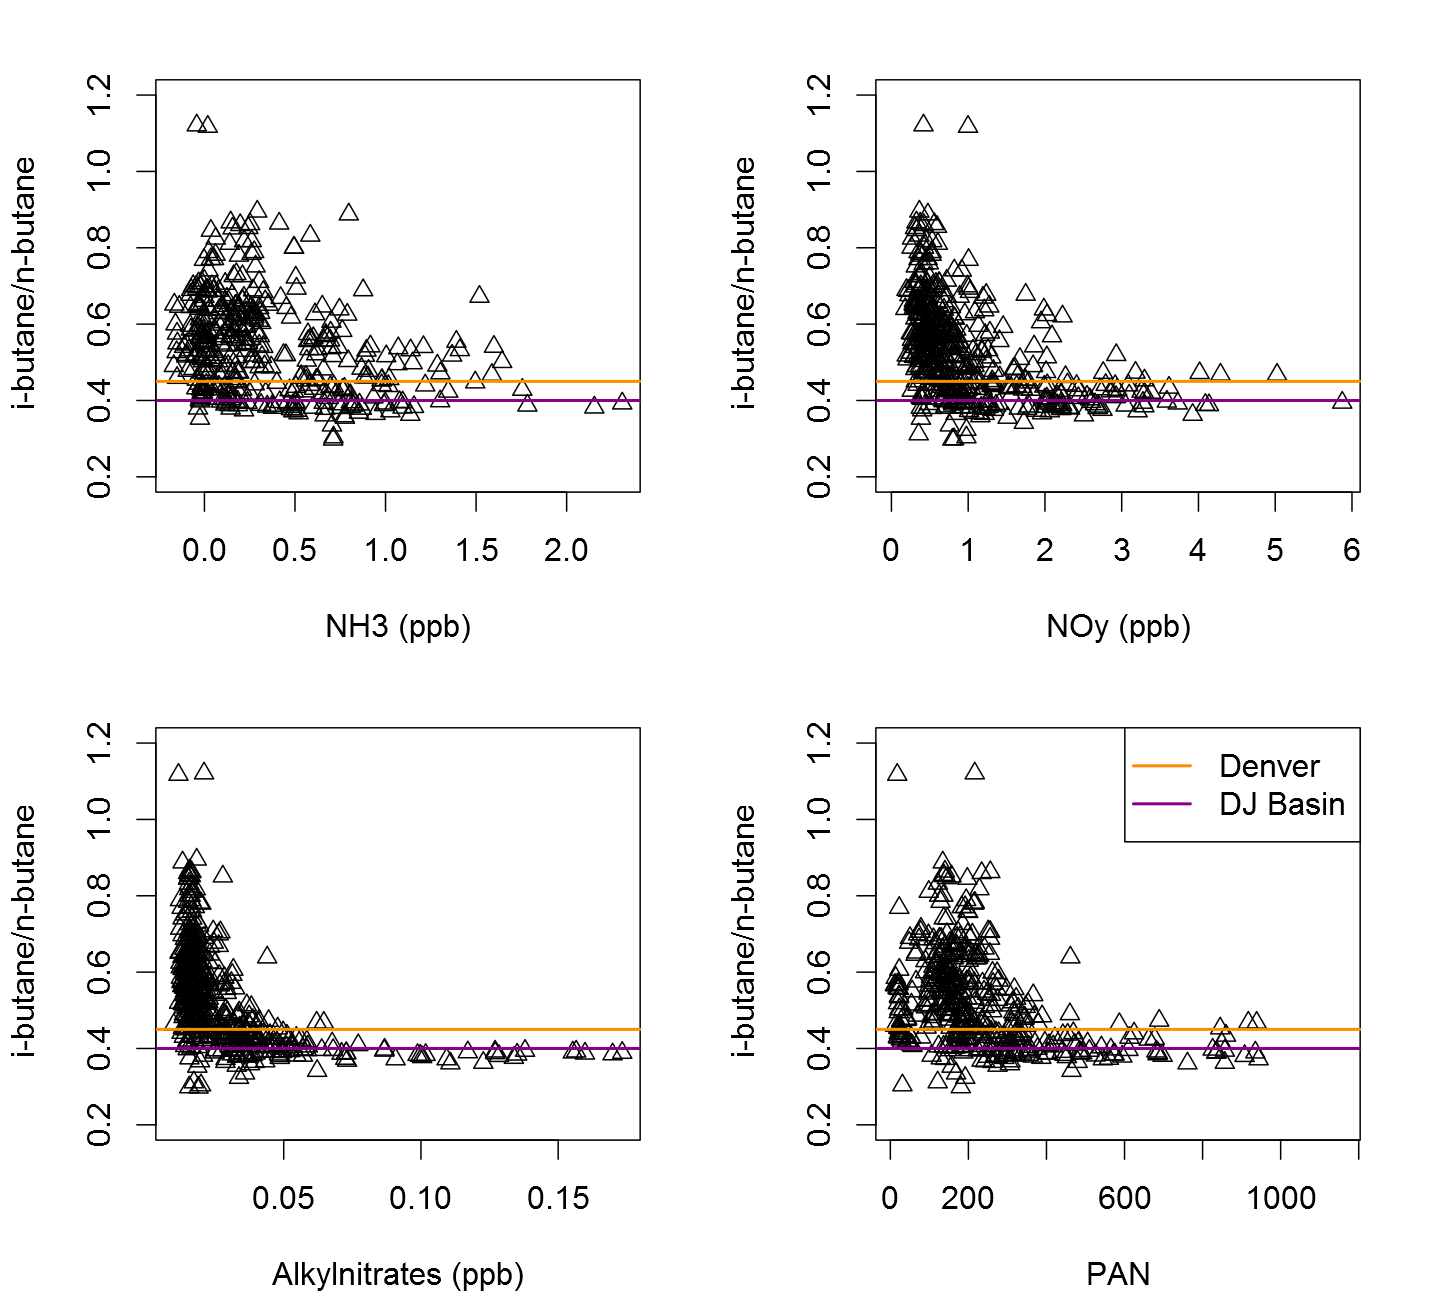 i-butane/n-butane
1.2
1.0
0.8
0.6
0.4
0.2
0.0 0.5 1.0 1.5 2.0
NH3 (ppb)
i-butane/n-butane
1.2
1.0
0.8
0.6
0.4
0.2
0 1 2 3 4 5 6
NOy (ppb)
i-butane/n-butane
1.2
1.0
0.8
0.6
0.4
0.2
0.05 0.10 0.15
Alkylnitrates (ppb)
i-butane/n-butane
1.2
1.0
0.8
0.6
0.4
0.2
Denver
DJ Basin
0 200 600 1000
PAN